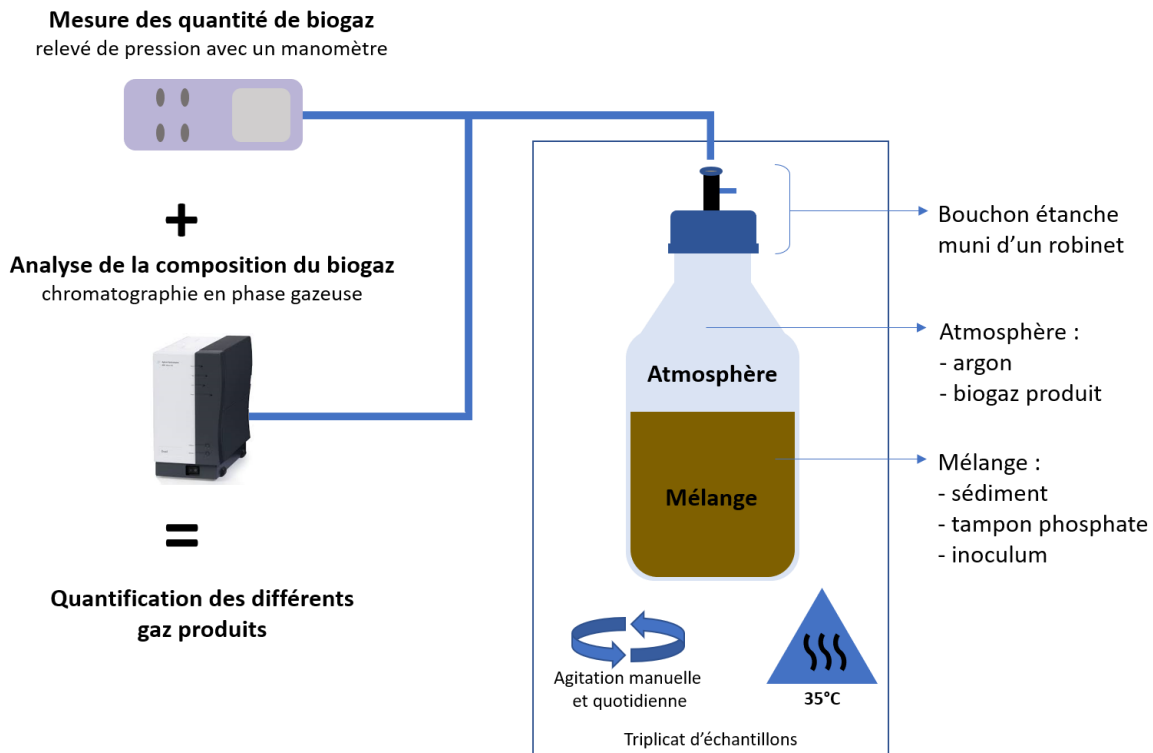 Mesure des quantité de biogaz
relevé de pression avec un manomètre
+
Analyse de la composition du biogaz
chromatographie en phase gazeuse
=
Quantification des différents
gaz produits
Bouchon étanche
muni d’un robinet
Atmosphère :
- argon
- biogaz produit
Mélange :
- sédiment
- tampon phosphate
- inoculum
Atmosphère
Mélange
Agitation manuelle
et quotidienne
35°C
Triplicat d’échantillons